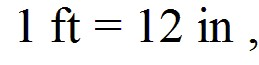 1 ft = 12 in ,